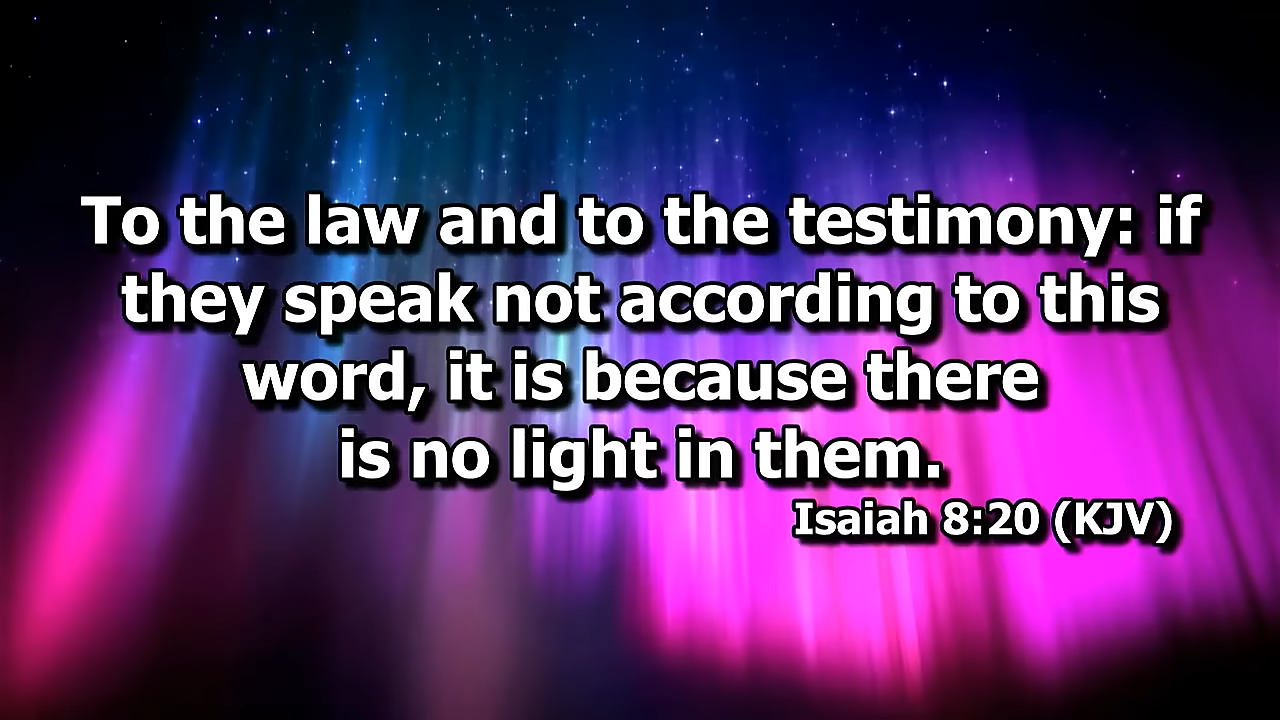 To the law and to the testimony: if
they speak not according to this
word, it is because there
is no light in them.
Isaiah 8:20 (KJV)